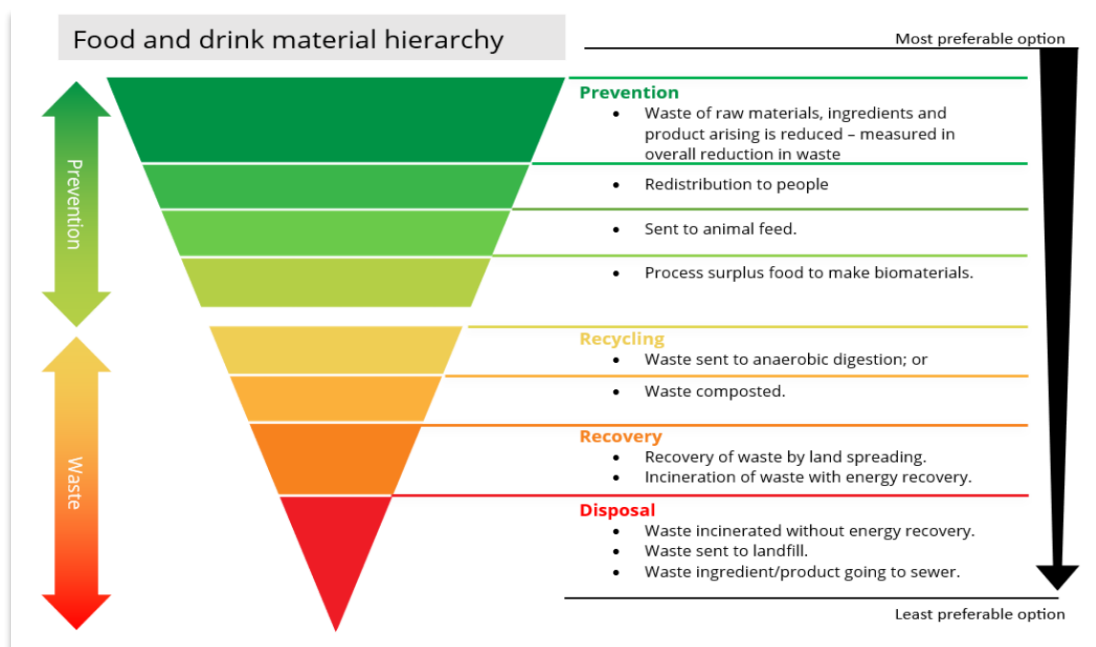 Food and drink material hierarchy
Most preferable option
Prevention
Prevention
• Waste of raw materials, ingredients and
product arising is reduced – measured in
overall reduction in waste
• Redistribution to people
• Sent to animal feed.
• Process surplus food to make biomaterials.
Waste
Recycling
• Waste sent to anaerobic digestion; or
• Waste composted.
Recovery
• Recovery of waste by land spreading.
• Incineration of waste with energy recovery.
Disposal
• Waste incinerated without energy recovery.
• Waste sent to landfill.
• Waste ingredient/product going to sewer.
Least preferable option